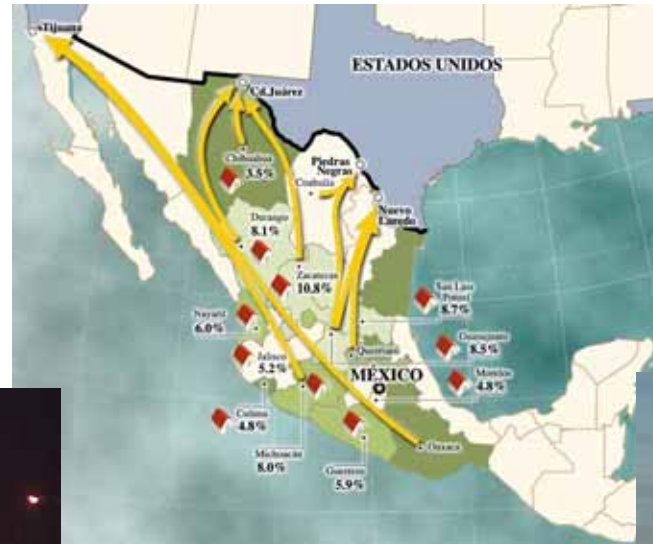 Tijuana
ESTADOS UNIDOS
Cd.Juárez
Chihuahua
3.5%
Piedras
Negras
Coahuila
Nuevo
Laredo
Durango
8.1%
Zacatecas
10.8%
San Luis
(Potosí)
8.7%
Nayarit
6.0%
Guanajuato
8.5%
Jalisco
5.2%
Querétaro
MÉXICO
Morelos
4.8%
Colima
4.8%
Michoacán
8.0%
Guerrero
5.9%
Oaxaca